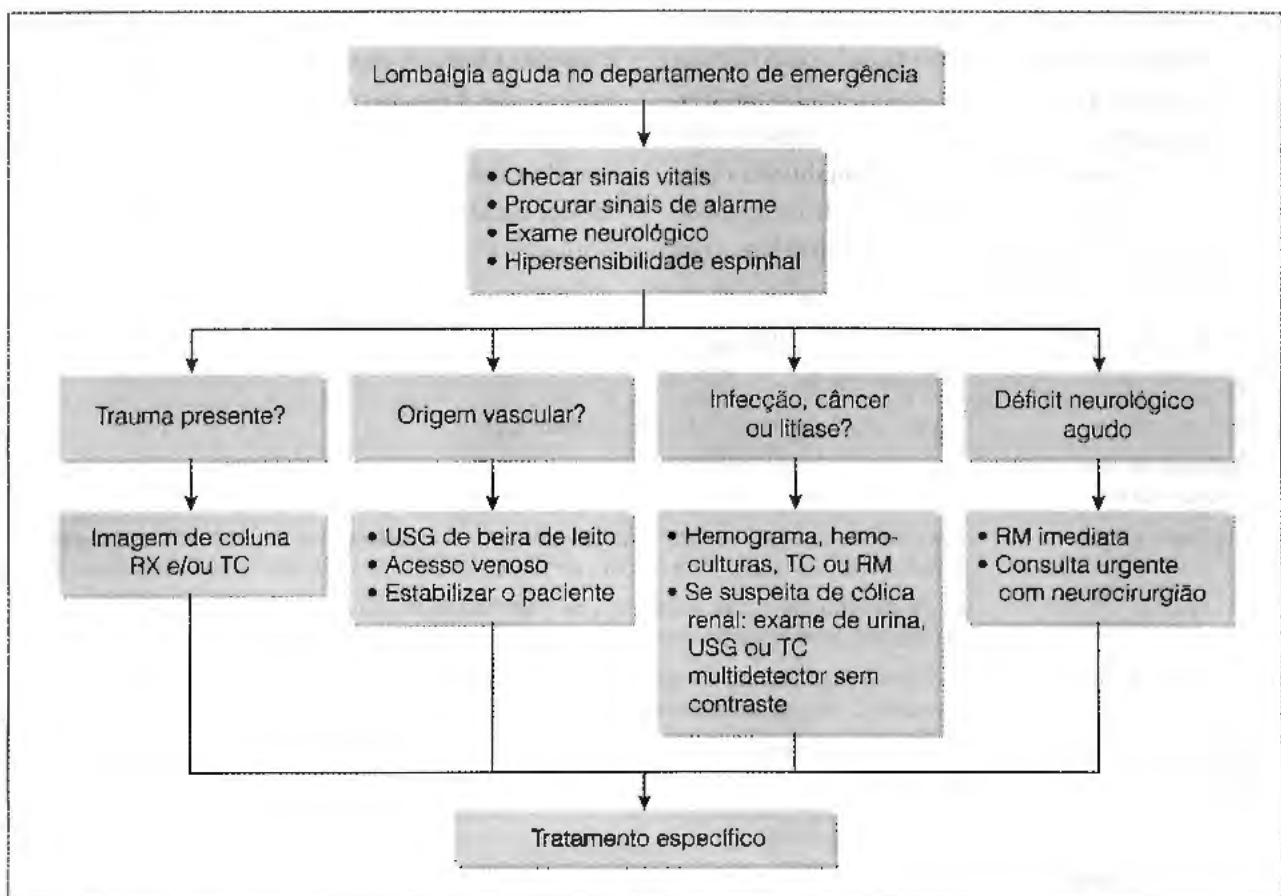 Lombalgia aguda no departamento de emergência
• Checar sinais vitais
• Procurar sinais de alarme
• Exame neurológico
• Hipersensibilidade espinhal
Trauma presente?
Origem vascular?
Infecção, câncer
ou litíase?
Déficit neurológico
agudo
Imagem de coluna
RX e/ou TC
• USG de beira de leito
• Acesso venoso
• Estabilizar o paciente
• Hemograma, hemo-
culturas, TC ou RM
• Se suspeita de cólica
renal: exame de urina,
USG ou TC
multidetector sem
contraste
• RM imediata
• Consulta urgente
com neurocirurgião
Tratamento específico